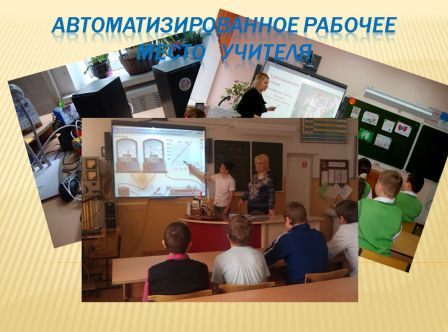 АВТОМАТИЗИРОВАННОЕ РАБОЧЕЕ
МЕСТО УЧИТЕЛЯ